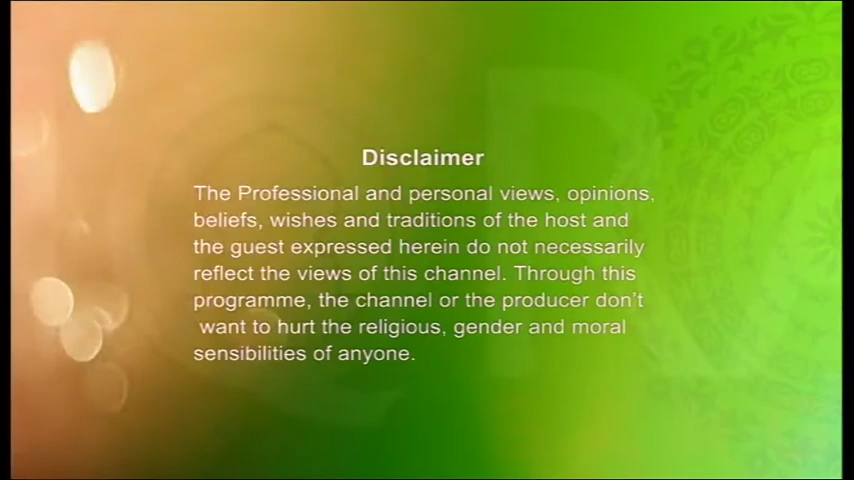 Disclaimer
The Professional and personal views, opinions,
beliefs, wishes and traditions of the host and
the guest expressed herein do not necessarily
reflect the views of this channel. Through this
programme, the channel or the producer don't
want to hurt the religious, gender and moral
sensibilities of anyone.